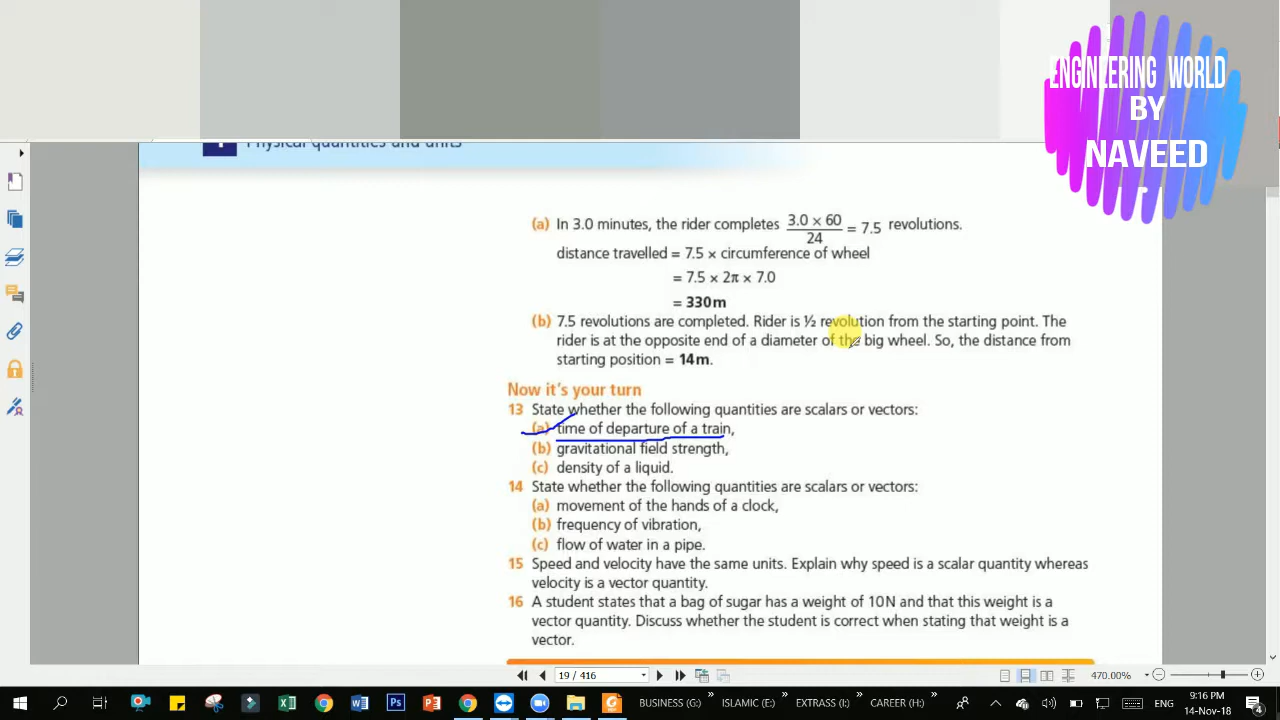 ENGINEERING WORLD
BY
NAVEED
Physical quantities and units
(a) In 3.0 minutes, the rider completes 3.0 × 60 / 24 = 7.5 revolutions.
distance travelled = 7.5 × circumference of wheel
= 7.5 × 2π × 7.0
= 330m
(b) 7.5 revolutions are completed. Rider is ½ revolution from the starting point. The
rider is at the opposite end of a diameter of the big wheel. So, the distance from
starting position = 14m.
Now it's your turn
13 State whether the following quantities are scalars or vectors:
(a) time of departure of a train,
(b) gravitational field strength,
(c) density of a liquid.
14 State whether the following quantities are scalars or vectors:
(a) movement of the hands of a clock,
(b) frequency of vibration,
(c) flow of water in a pipe.
15 Speed and velocity have the same units. Explain why speed is a scalar quantity whereas
velocity is a vector quantity.
16 A student states that a bag of sugar has a weight of 10N and that this weight is a
vector quantity. Discuss whether the student is correct when stating that weight is a
vector.
19 / 416
470.00%
BUSINESS (G:) » ISLAMIC (E:) » EXTRASS (I:) » CAREER (H:) »
ENG
9:16 PM
14-Nov-18
4